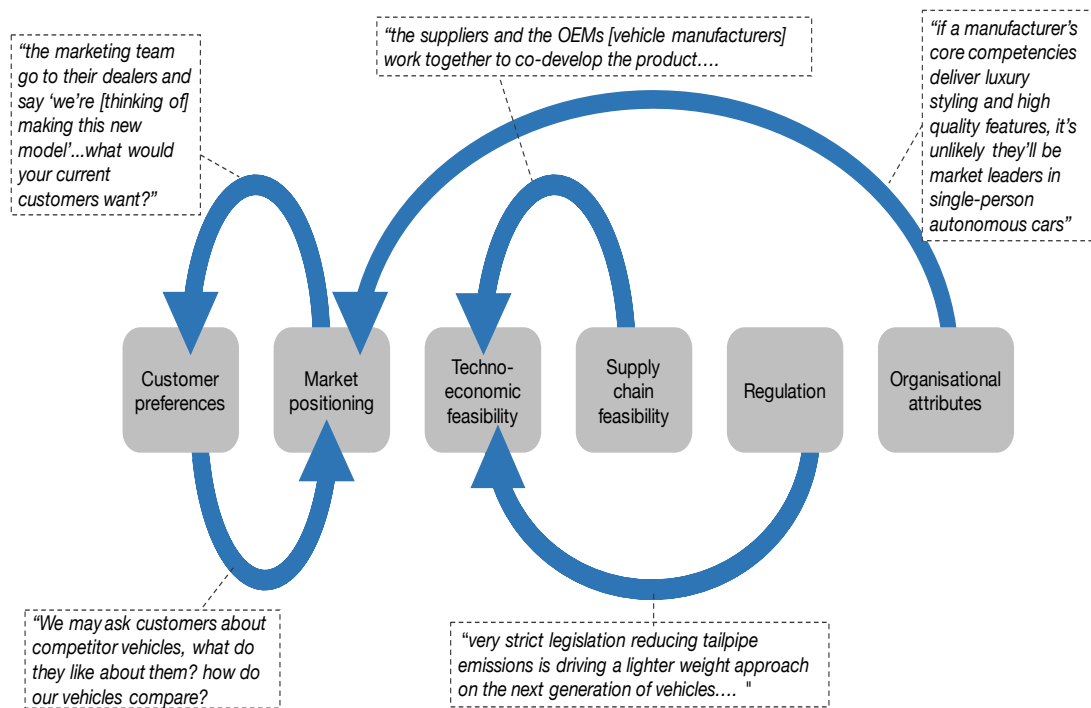 “the marketing team
go to their dealers and
say ‘we’re [thinking of]
making this new
model’...what would
your current
customers want?”
“the suppliers and the OEMs [vehicle manufacturers]
work together to co-develop the product….
“if a manufacturer’s
core competencies
deliver luxury
styling and high
quality features, it’s
unlikely they’ll be
market leaders in
single-person
autonomous cars”
Customer
preferences
Market
positioning
Techno-
economic
feasibility
Supply
chain
feasibility
Regulation
Organisational
attributes
“We may ask customers about
competitor vehicles, what do
they like about them? how do
our vehicles compare?
"very strict legislation reducing tailpipe
emissions is driving a lighter weight approach
on the next generation of vehicles…. "